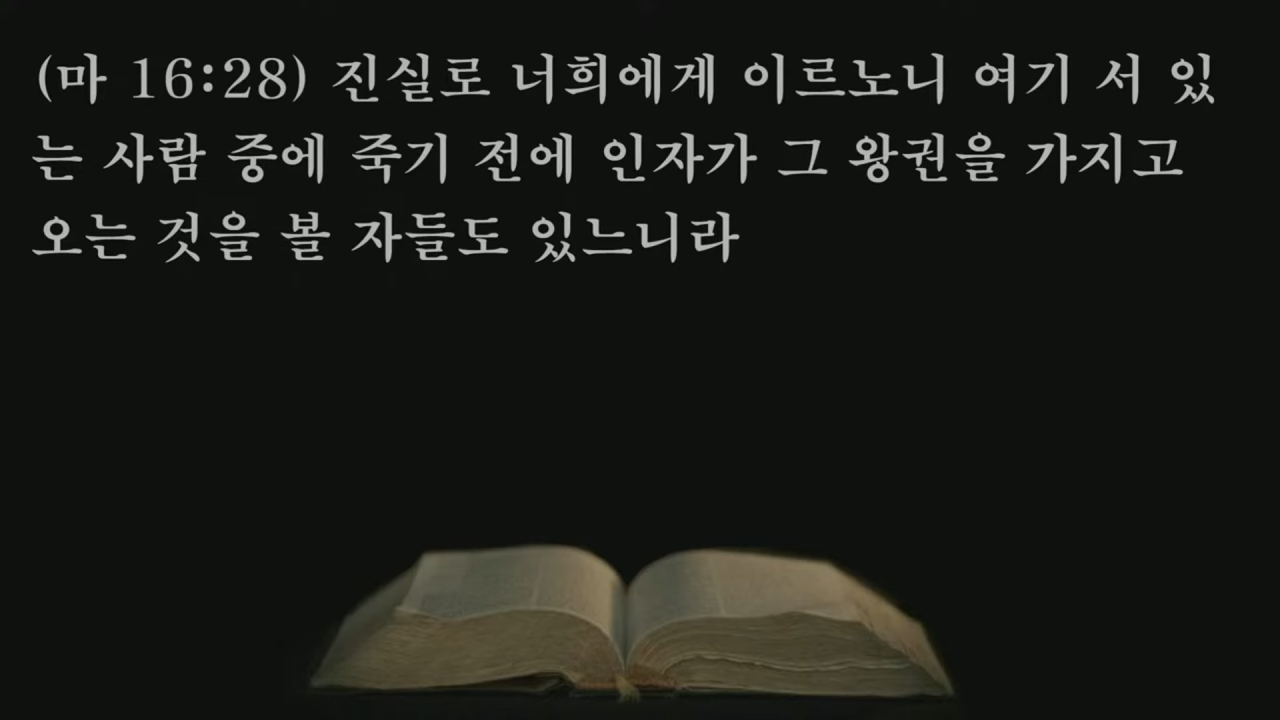 (마 16:28) 진실로 너희에게 이르노니 여기 서 있
는 사람 중에 죽기 전에 인자가 그 왕권을 가지고
오는 것을 볼 자들도 있느니라